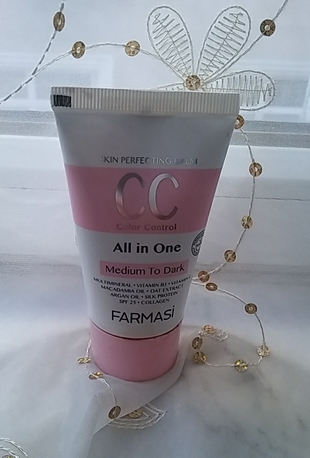 SKIN PERFECTING
CC
Color Control
All in One
Medium To Dark
MULTIMINERAL • VITAMIN B3 • VITAMIN
MACADAMIA OIL • OAT EXTRACT
ARGAN OIL • SILK PROTEIN
SPF 25 • COLLAGEN
FARMASİ